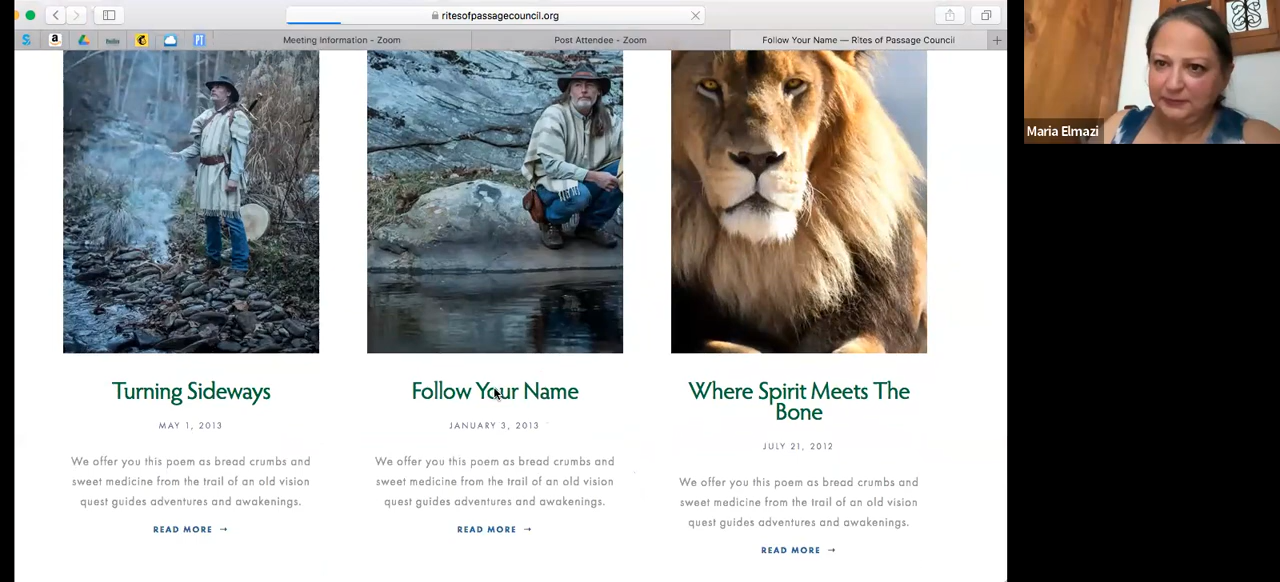 ritesofpassagecouncil.org
Meeting Information - Zoom
Post Attendee - Zoom
Follow Your Name — Rites of Passage Council
Maria Elmazi
Turning Sideways
MAY 1, 2013
We offer you this poem as bread crumbs and
sweet medicine from the trail of an old vision
quest guides adventures and awakenings.
READ MORE →
Follow Your Name
JANUARY 3, 2013
We offer you this poem as bread crumbs and
sweet medicine from the trail of an old vision
quest guides adventures and awakenings.
READ MORE →
Where Spirit Meets The
Bone
JULY 21, 2012
We offer you this poem as bread crumbs and
sweet medicine from the trail of an old vision
quest guides adventures and awakenings.
READ MORE →